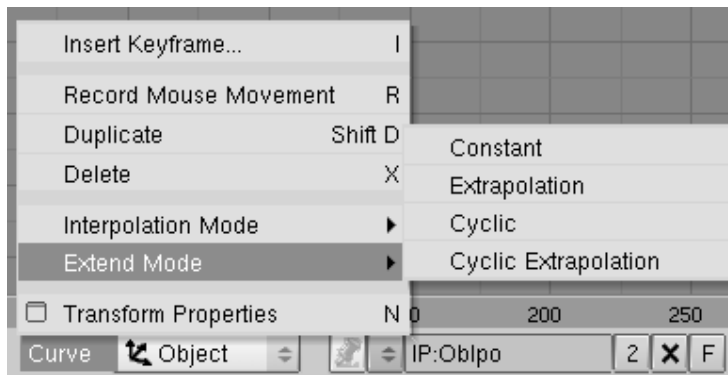 Insert Keyframe... I
Record Mouse Movement R
Duplicate Shift D
Delete X
Interpolation Mode
Extend Mode
Transform Properties N
Constant
Extrapolation
Cyclic
Cyclic Extrapolation
0 200 250
Curve Object IP:ObIpo 2 X F